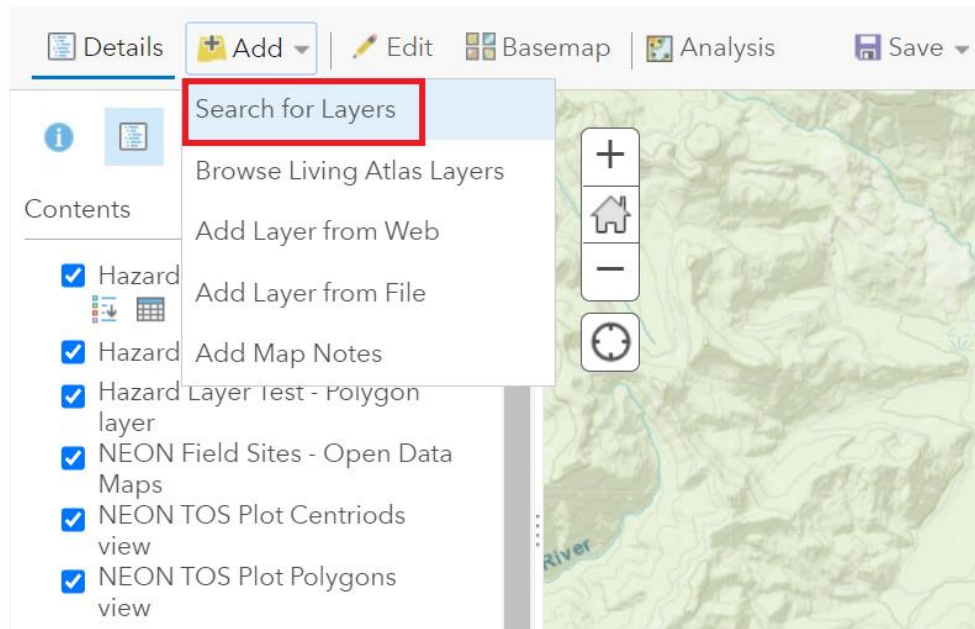 Details Add Edit Basemap Analysis Save
Search for Layers
Browse Living Atlas Layers
Contents
Add Layer from Web
Hazard
Add Layer from File
Hazard
Add Map Notes
Hazard Layer Test - Polygon
layer
NEON Field Sites - Open Data
Maps
NEON TOS Plot Centriods
view
NEON TOS Plot Polygons
view
River